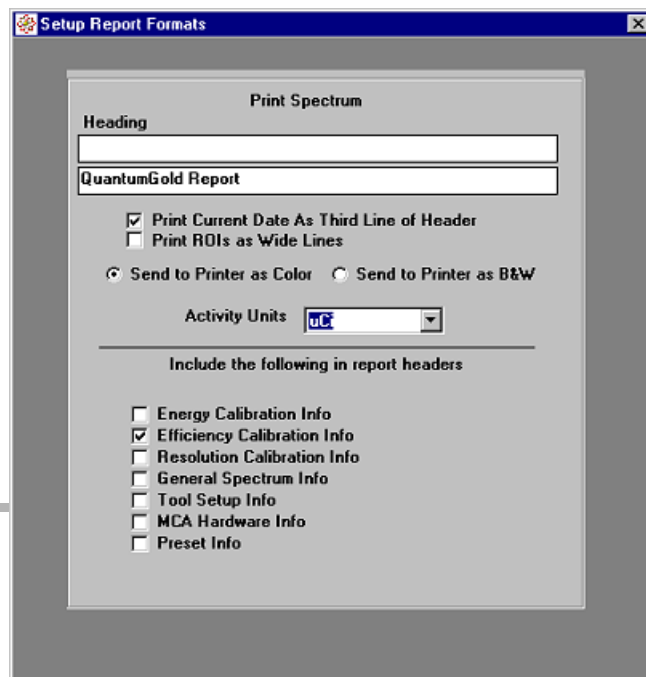 Setup Report Formats
Print Spectrum
Heading
QuantumGold Report
Print Current Date As Third Line of Header
Print ROIs as Wide Lines
Send to Printer as Color Send to Printer as B&W
Activity Units uCi
Include the following in report headers
Energy Calibration Info
Efficiency Calibration Info
Resolution Calibration Info
General Spectrum Info
Tool Setup Info
MCA Hardware Info
Preset Info